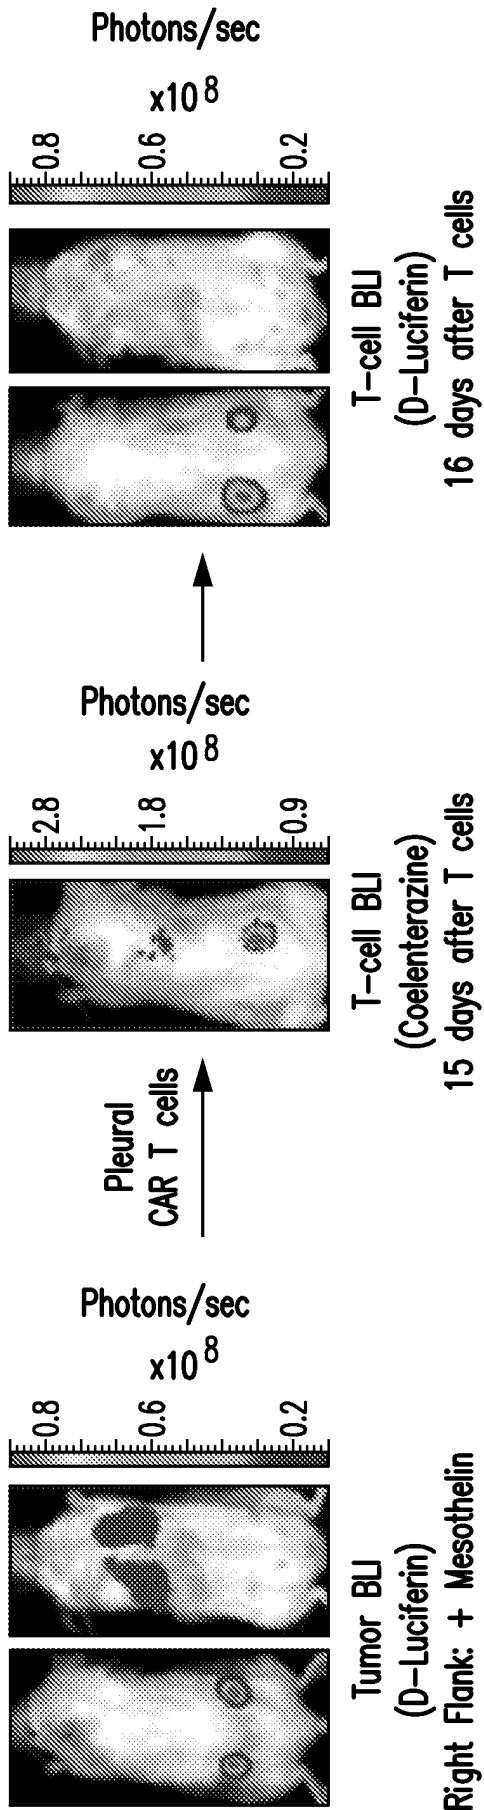 Photons/sec
x10 8
0.8
0.6
0.2
Tumor BLI
(D-Luciferin)
Right Flank: + Mesothelin
Pleural
CAR T cells
Photons/sec
x10 8
2.8
1.8
0.9
T-cell BLI
(Coelenterazine)
15 days after T cells
Photons/sec
x10 8
0.8
0.6
0.2
T-cell BLI
(D-Luciferin)
16 days after T cells